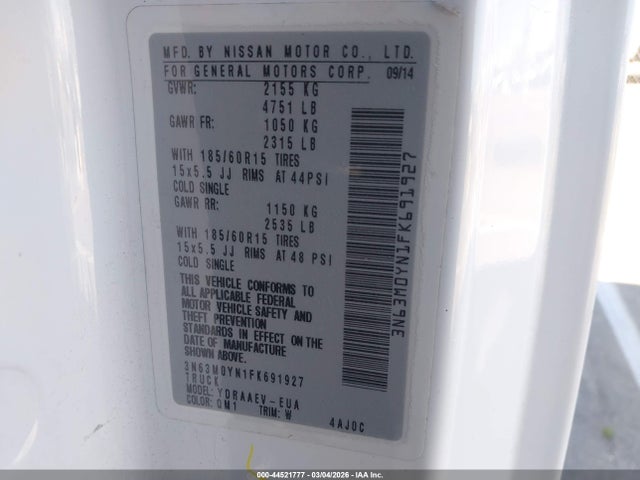 MFD. BY NISSAN MOTOR CO., LTD.
FOR GENERAL MOTORS CORP. 09/14
GVWR: 2155 KG
4751 LB
GAWR FR: 1050 KG
2315 LB
WITH 185/60R15 TIRES
15x5.5 JJ RIMS AT 44PSI
COLD SINGLE
GAWR RR: 1150 KG
2535 LB
WITH 185/60R15 TIRES
15x5.5 JJ RIMS AT 48 PSI
COLD SINGLE
THIS VEHICLE CONFORMS TO
ALL APPLICABLE FEDERAL
MOTOR VEHICLE SAFETY AND
THEFT PREVENTION
STANDARDS IN EFFECT ON THE
DATE OF MANUFACTURE
SHOWN ABOVE.
3N63M0YN1FK691927
TRUCK
MODEL: YDRAAEV-EUA
COLOR: QM1 TRIM: W
4AJ0C
3N63M0YN1FK691927
000-44521777 - 03/04/2026 - IAAI.COM